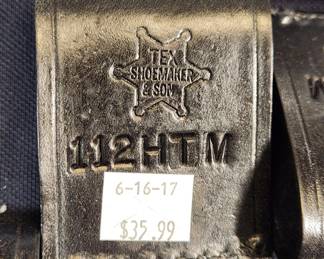 TEX
SHOEMAKER
& SON
112HTM
6-16-17
$35.99
M